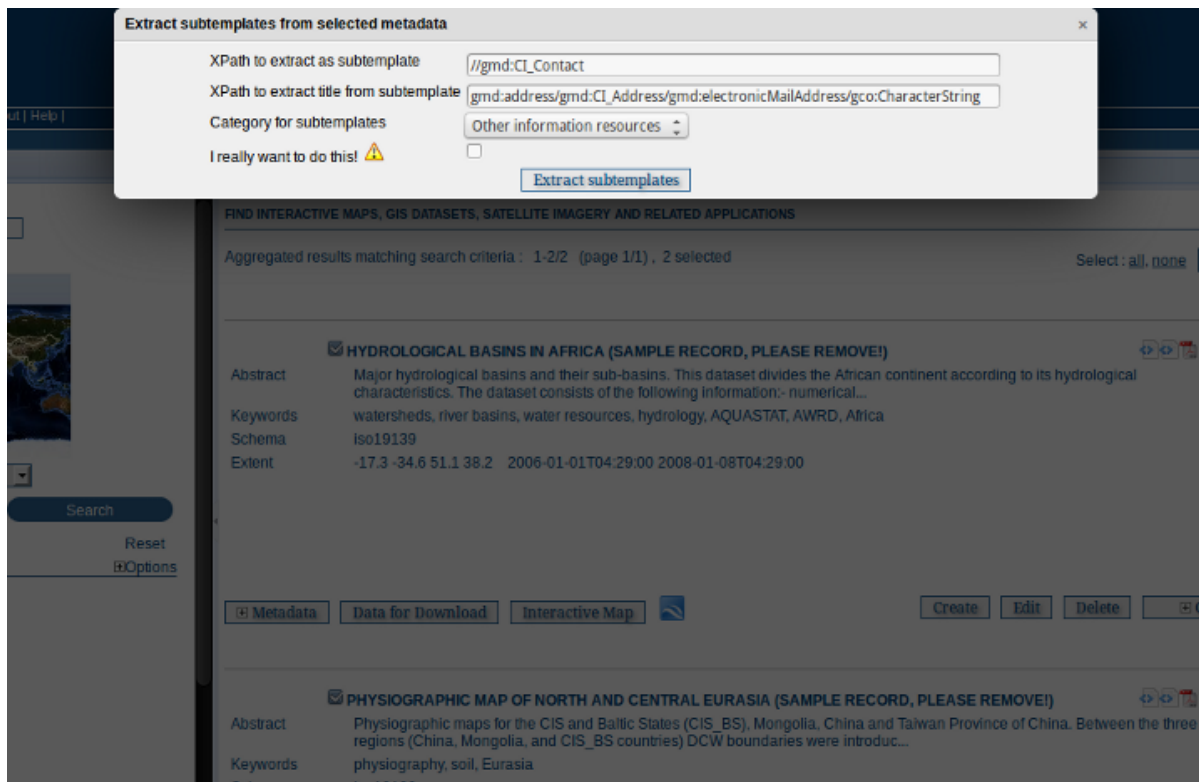 Extract subtemplates from selected metadata ×
XPath to extract as subtemplate //gmd:CI_Contact
XPath to extract title from subtemplate gmd:address/gmd:CI_Address/gmd:electronicMailAddress/gco:CharacterString
Category for subtemplates Other information resources
I really want to do this!
Extract subtemplates
ut | Help |
FIND INTERACTIVE MAPS, GIS DATASETS, SATELLITE IMAGERY AND RELATED APPLICATIONS
Aggregated results matching search criteria : 1-2/2 (page 1/1) , 2 selected Select : all, none
HYDROLOGICAL BASINS IN AFRICA (SAMPLE RECORD, PLEASE REMOVE!)
Abstract Major hydrological basins and their sub-basins. This dataset divides the African continent according to its hydrological
characteristics. The dataset consists of the following information:- numerical...
Keywords watersheds, river basins, water resources, hydrology, AQUASTAT, AWRD, Africa
Schema iso19139
Extent -17.3 -34.6 51.1 38.2 2006-01-01T04:29:00 2008-01-08T04:29:00
Search
Reset
Options
Metadata Data for Download Interactive Map Create Edit Delete
PHYSIOGRAPHIC MAP OF NORTH AND CENTRAL EURASIA (SAMPLE RECORD, PLEASE REMOVE!)
Abstract Physiographic maps for the CIS and Baltic States (CIS_BS), Mongolia, China and Taiwan Province of China. Between the three
regions (China, Mongolia, and CIS_BS countries) DCW boundaries were introduc...
Keywords physiography, soil, Eurasia